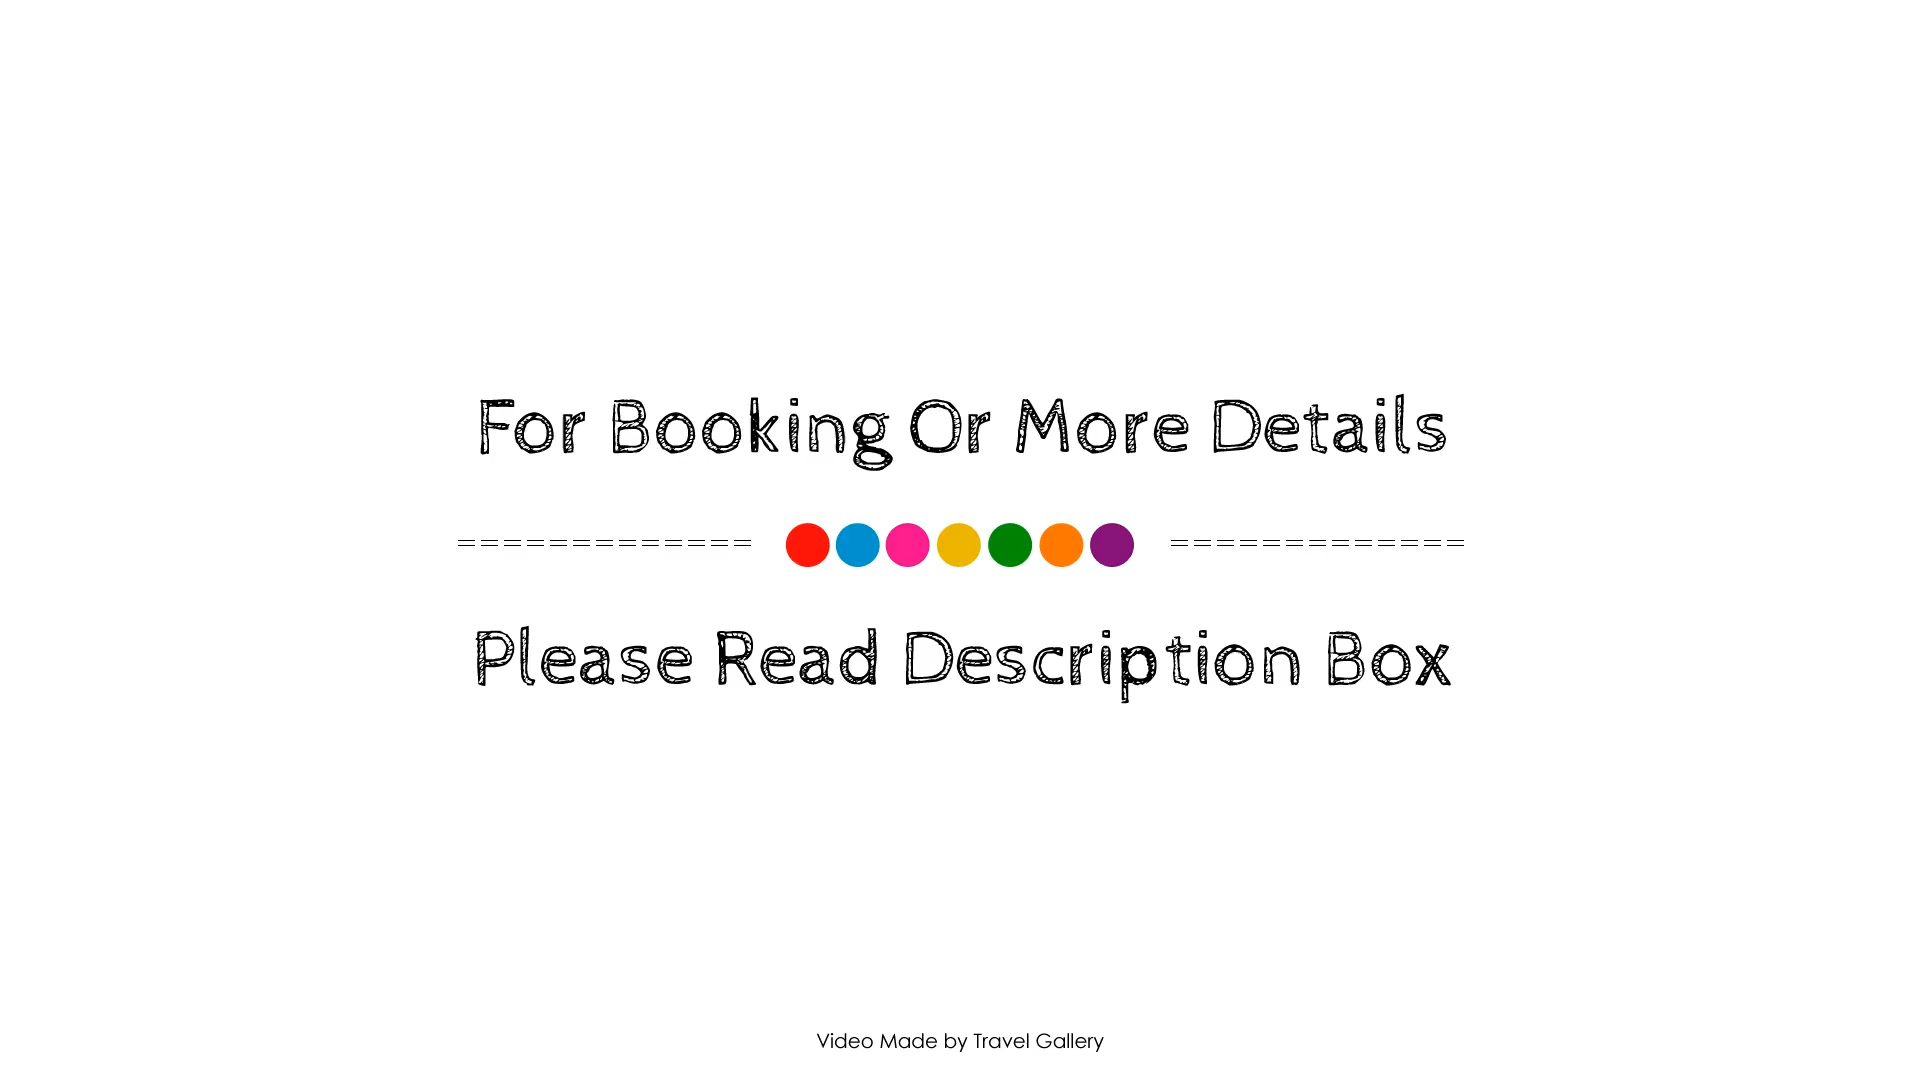 For Booking Or More Details
============= =============
Please Read Description Box
Video Made by Travel Gallery